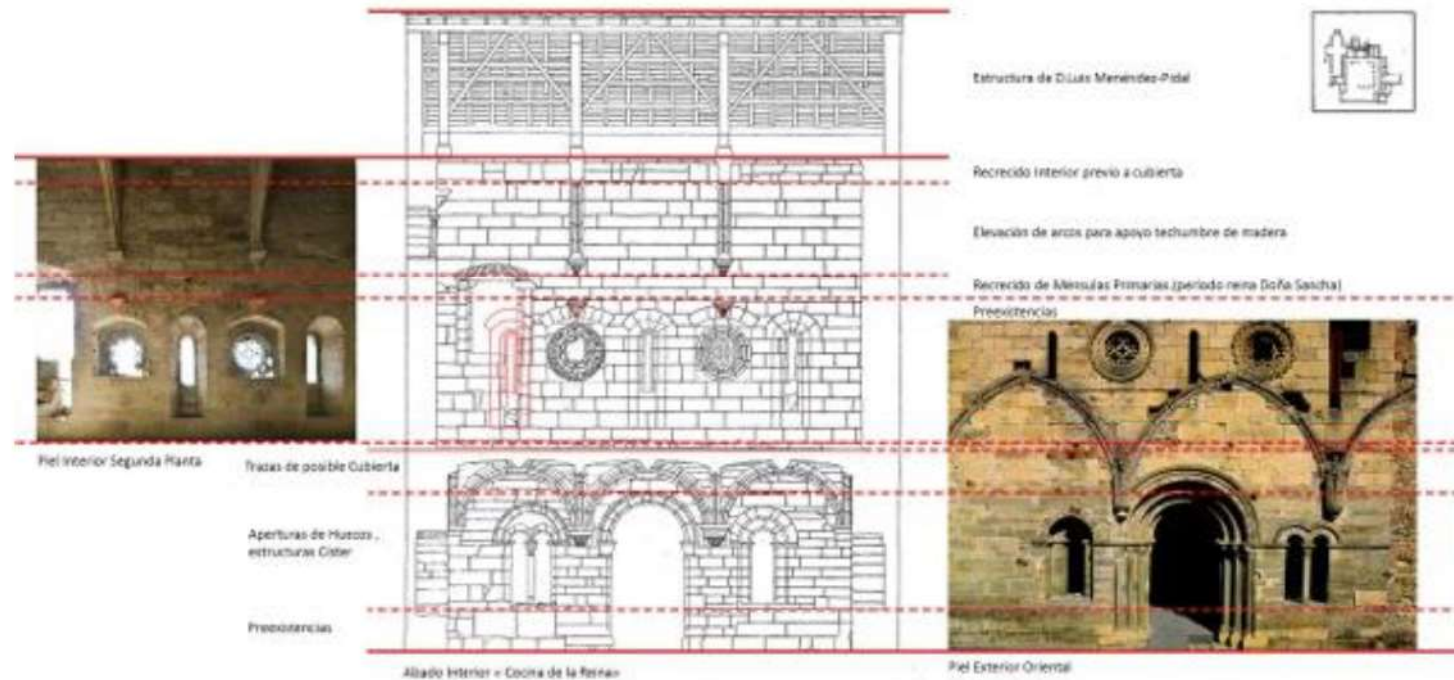 Estructura de D.Luis Menéndez-Pidal
Recrecido Interior previo a cubierta
Elevación de arcos para apoyo techumbre de madera
Recrecido de Ménsulas Primarias (periodo reina Doña Sancha)
Preexistencias
Piel Interior Segunda Planta
Trazas de posible Cubierta
Aperturas de Huecos ,
estructuras Cister
Preexistencias
Alzado Interior « Cocina de la Reina»
Piel Exterior Oriental